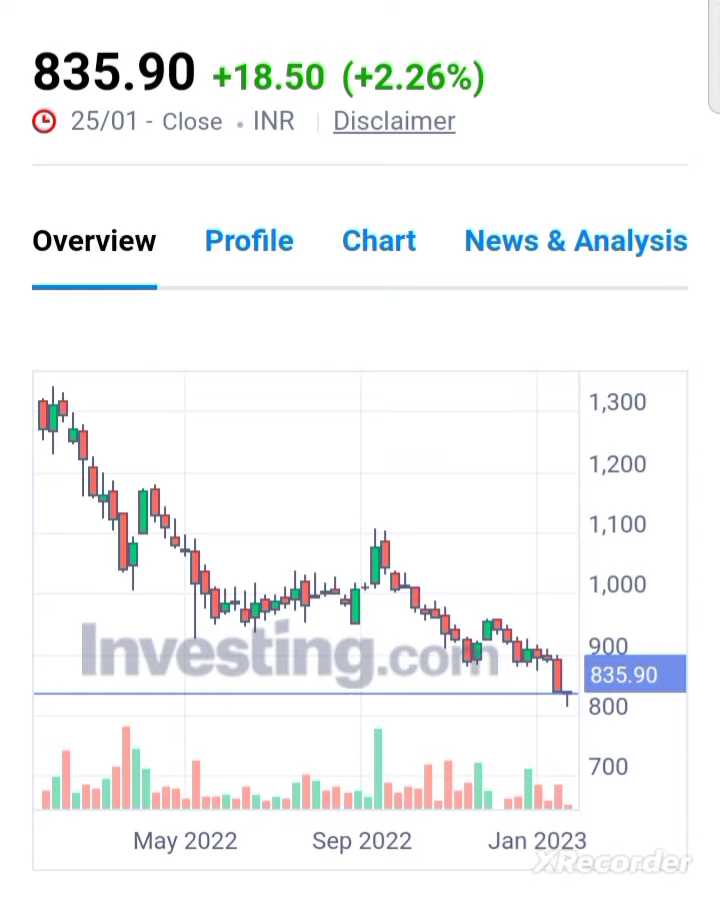 835.90 +18.50 (+2.26%)
25/01 - Close • INR | Disclaimer
Overview Profile Chart News & Analysis
1,300
1,200
1,100
1,000
900
Investing.com
835.90
800
700
May 2022 Sep 2022 Jan 2023
XRecorder